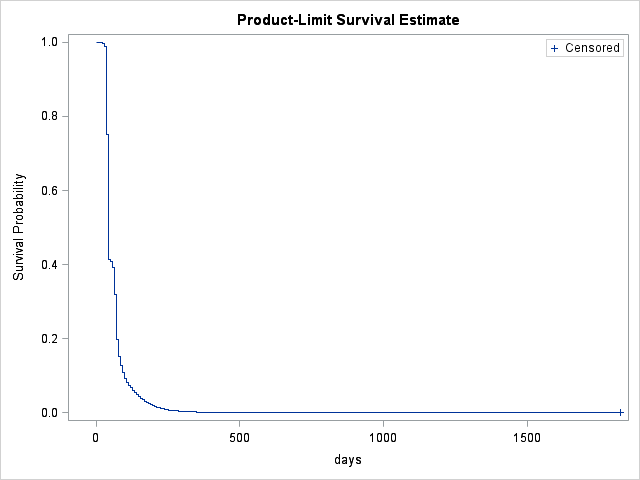 Product-Limit Survival Estimate
+ Censored
1.0
0.8
0.6
0.4
0.2
0.0
Survival Probability
0 500 1000 1500
days